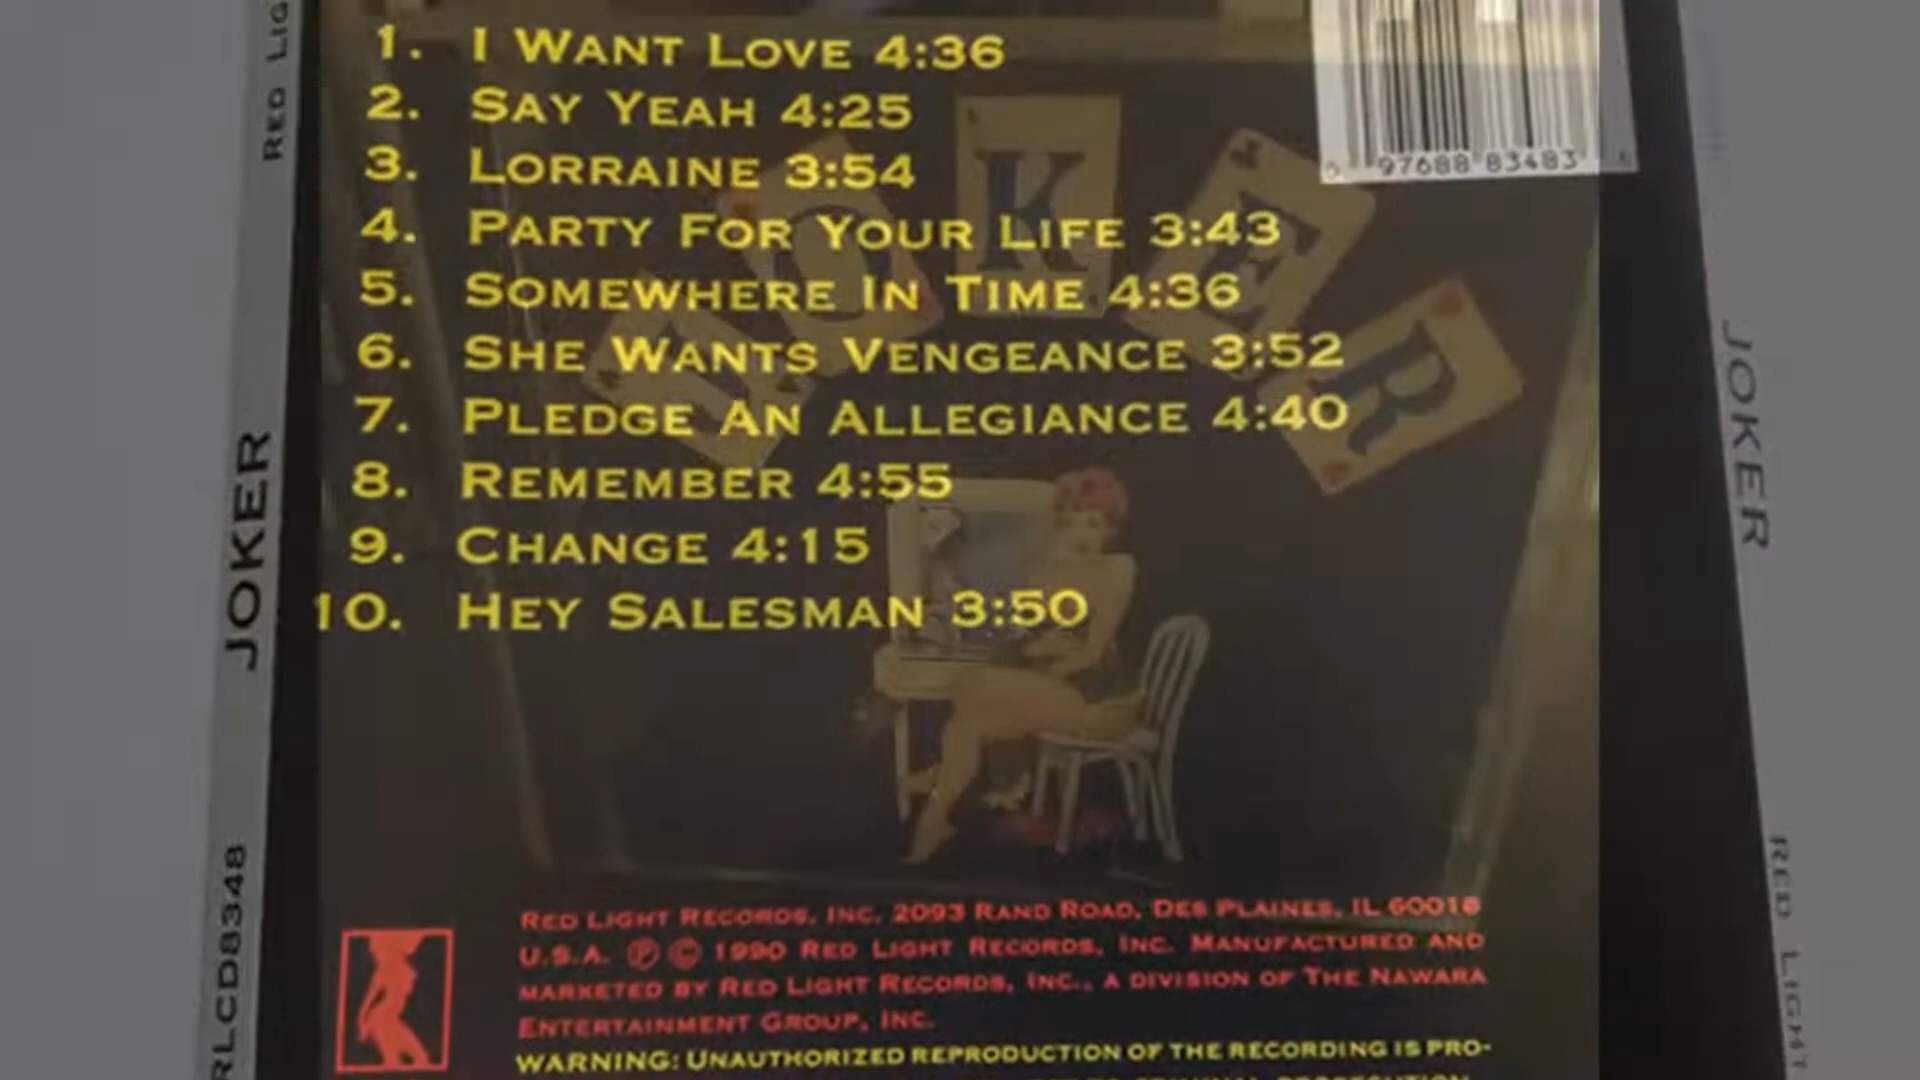 1. I WANT LOVE 4:36
2. SAY YEAH 4:25
3. LORRAINE 3:54
4. PARTY FOR YOUR LIFE 3:43
5. SOMEWHERE IN TIME 4:36
6. SHE WANTS VENGEANCE 3:52
7. PLEDGE AN ALLEGIANCE 4:40
8. REMEMBER 4:55
9. CHANGE 4:15
10. HEY SALESMAN 3:50
JOKER
97688 83483
RED LIGHT RECORDS, INC. 2093 RAND ROAD, DES PLAINES, IL 60016
U.S.A. Ⓟ © 1990 RED LIGHT RECORDS, INC. MANUFACTURED AND
MARKETED BY RED LIGHT RECORDS, INC., A DIVISION OF THE NAWARA
ENTERTAINMENT GROUP, INC.
WARNING: UNAUTHORIZED REPRODUCTION OF THE RECORDING IS PRO-
RED LIG
JOKER
RLCD8348
JOKER
RED LIGHT